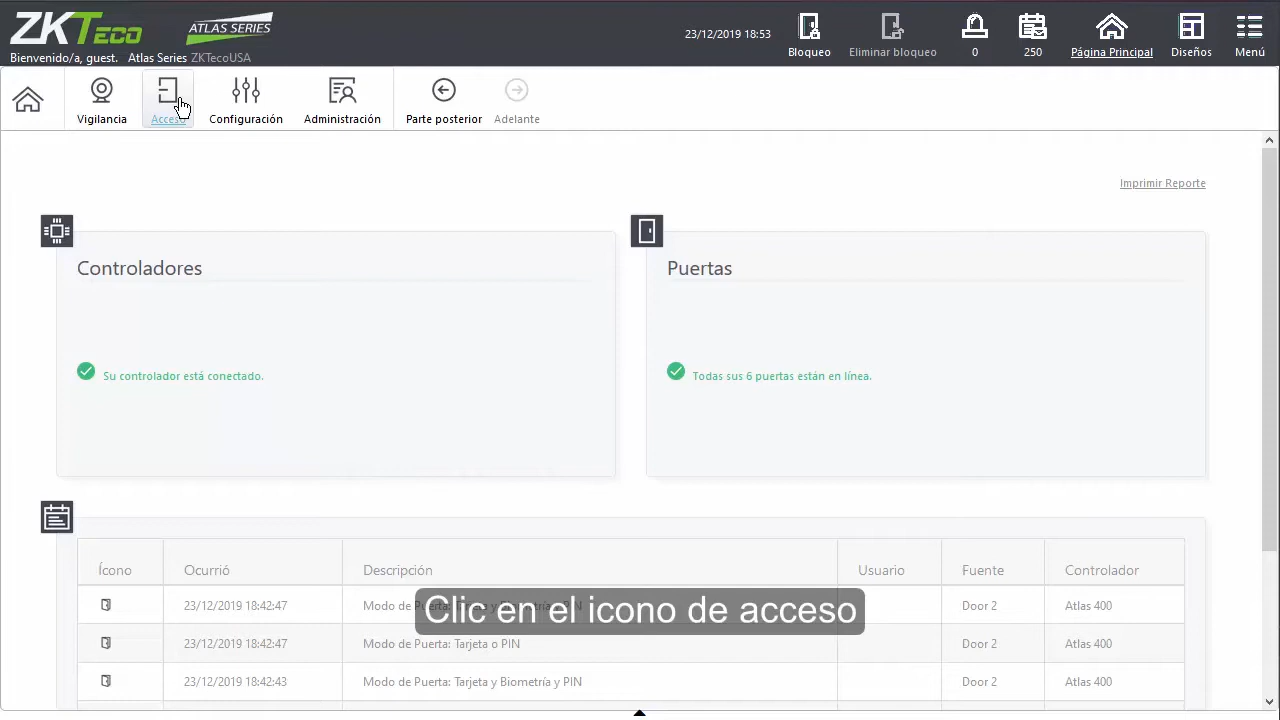 ZKTeco
ATLAS SERIES
Bienvenido/a, guest. Atlas Series ZKTecoUSA
23/12/2019 18:53
Bloqueo
Eliminar bloqueo
0
250
Página Principal
Diseños
Menú
Vigilancia
Acceso
Configuración
Administración
Parte posterior
Adelante
Imprimir Reporte
Controladores
Su controlador está conectado.
Puertas
Todas sus 6 puertas están en línea.
Ícono Ocurrió Descripción Usuario Fuente Controlador
23/12/2019 18:42:47 Modo de Puerta: Tarjeta y Biometría y PIN Door 2 Atlas 400
Clic en el icono de acceso
23/12/2019 18:42:47 Modo de Puerta: Tarjeta o PIN Door 2 Atlas 400
23/12/2019 18:42:43 Modo de Puerta: Tarjeta y Biometría y PIN Door 2 Atlas 400